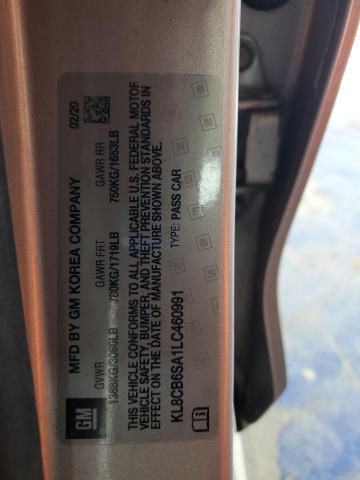 MFD BY GM KOREA COMPANY 02/20
GVWR GAWR FRT GAWR RR
1388KG/3060LB 780KG/1719LB 750KG/1653LB
THIS VEHICLE CONFORMS TO ALL APPLICABLE U.S. FEDERAL MOTOR
VEHICLE SAFETY, BUMPER, AND THEFT PREVENTION STANDARDS IN
EFFECT ON THE DATE OF MANUFACTURE SHOWN ABOVE.
TYPE: PASS CAR
KL8CB6SA1LC460991
GM